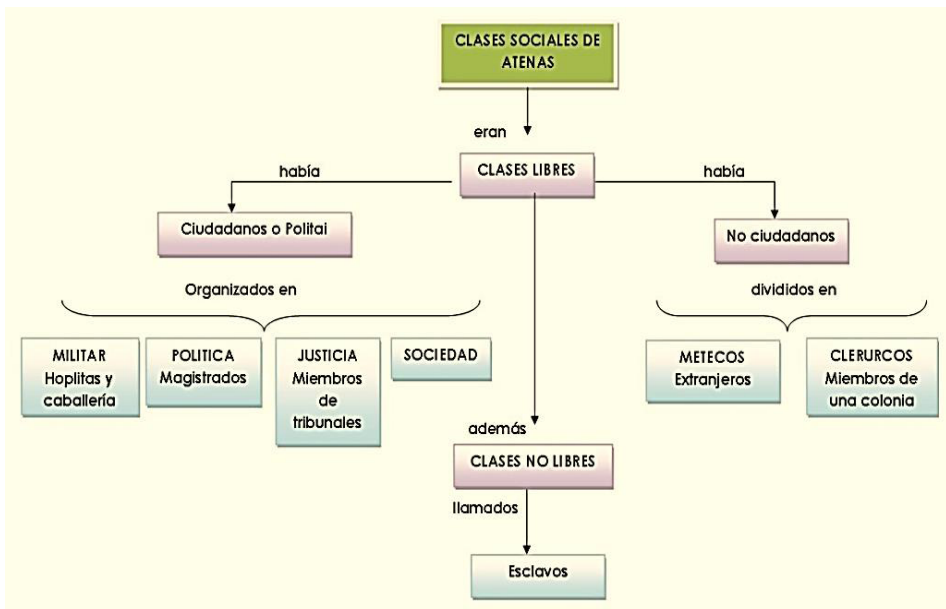 CLASES SOCIALES DE
ATENAS
eran
CLASES LIBRES
había
había
Ciudadanos o Politai
No ciudadanos
Organizados en
divididos en
MILITAR
Hoplitas y
caballería
POLITICA
Magistrados
JUSTICIA
Miembros
de
tribunales
SOCIEDAD
METECOS
Extranjeros
CLERURCOS
Miembros de
una colonia
además
CLASES NO LIBRES
llamados
Esclavos